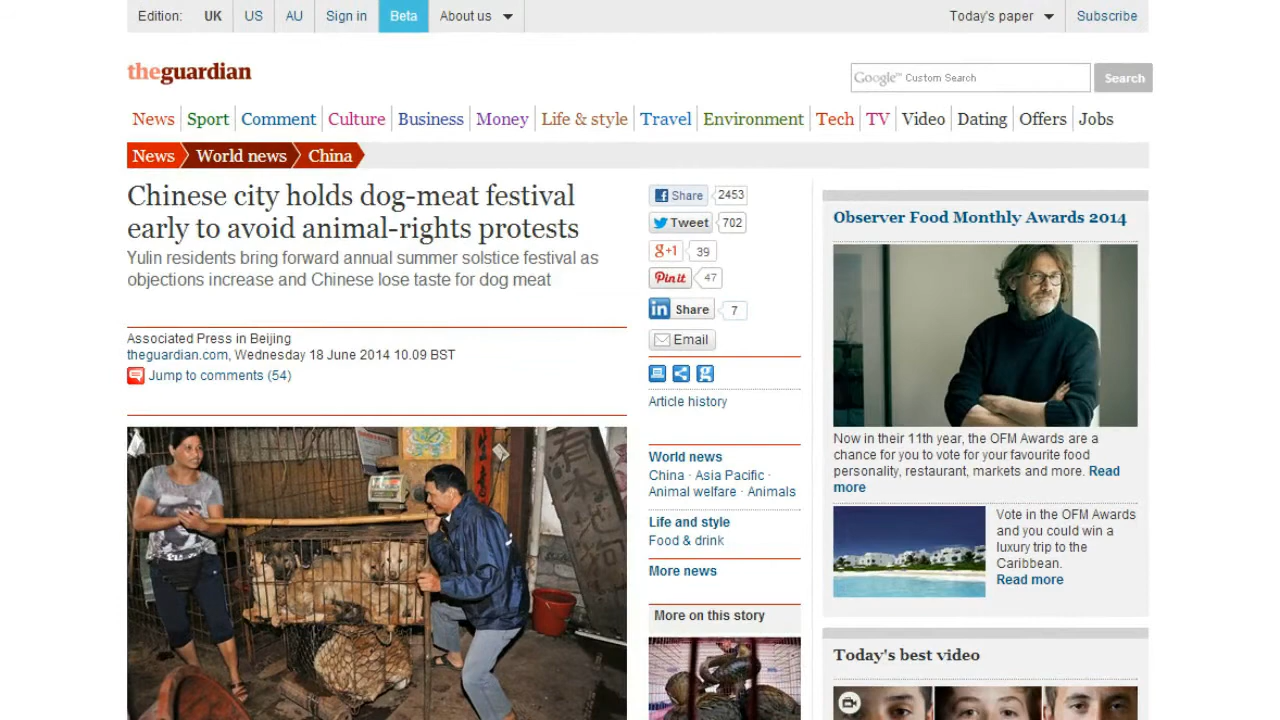 Edition: UK US AU Sign in Beta About us Today's paper Subscribe
theguardian
Google™ Custom Search Search
News Sport Comment Culture Business Money Life & style Travel Environment Tech TV Video Dating Offers Jobs
News World news China
Chinese city holds dog-meat festival
early to avoid animal-rights protests
Yulin residents bring forward annual summer solstice festival as
objections increase and Chinese lose taste for dog meat
Associated Press in Beijing
theguardian.com, Wednesday 18 June 2014 10.09 BST
Jump to comments (54)
Share 2453
Tweet 702
g+1 39
Pin it 47
in Share 7
Email
Article history
World news
China · Asia Pacific ·
Animal welfare · Animals
Life and style
Food & drink
More news
More on this story
Observer Food Monthly Awards 2014
Now in their 11th year, the OFM Awards are a
chance for you to vote for your favourite food
personality, restaurant, markets and more. Read
more
Vote in the OFM Awards
and you could win a
luxury trip to the
Caribbean.
Read more
Today's best video